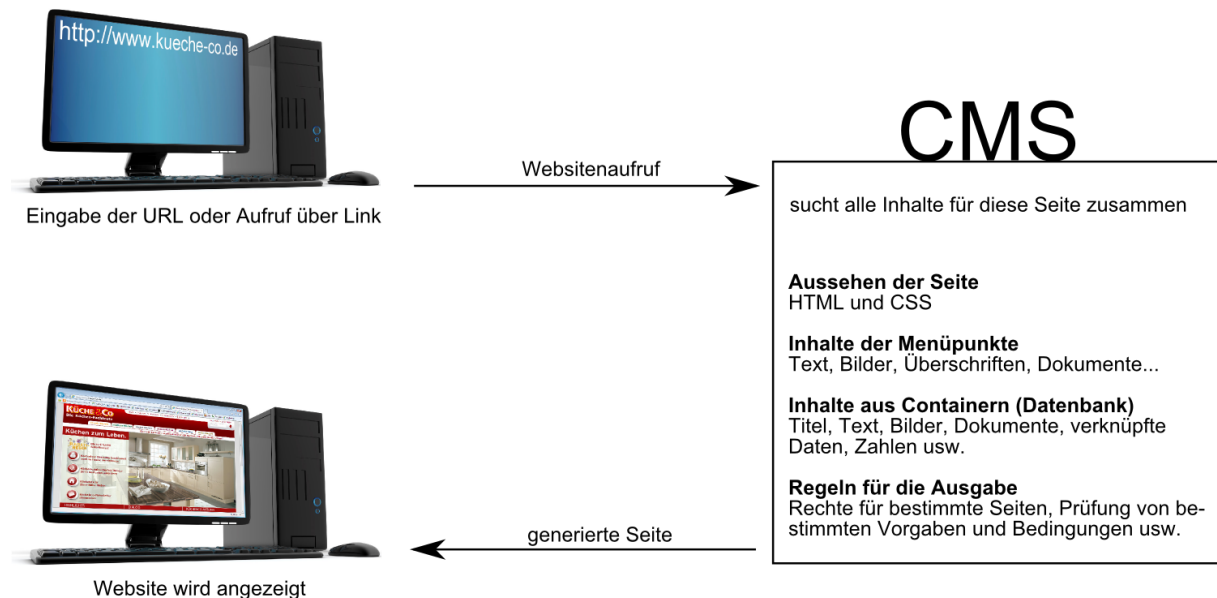 http://www.kueche-co.de
Eingabe der URL oder Aufruf über Link
Websitenaufruf
CMS
sucht alle Inhalte für diese Seite zusammen
Aussehen der Seite
HTML und CSS
Inhalte der Menüpunkte
Text, Bilder, Überschriften, Dokumente...
Inhalte aus Containern (Datenbank)
Titel, Text, Bilder, Dokumente, verknüpfte
Daten, Zahlen usw.
Regeln für die Ausgabe
Rechte für bestimmte Seiten, Prüfung von be-
stimmten Vorgaben und Bedingungen usw.
generierte Seite
KÜCHE&CO
Küchen zum Leben.
Website wird angezeigt